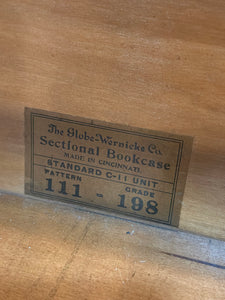 The Globe-Wernicke Co.
Sectional Bookcase
MADE IN CINCINNATI
STANDARD C-11 UNIT
PATTERN GRADE
111 - 198